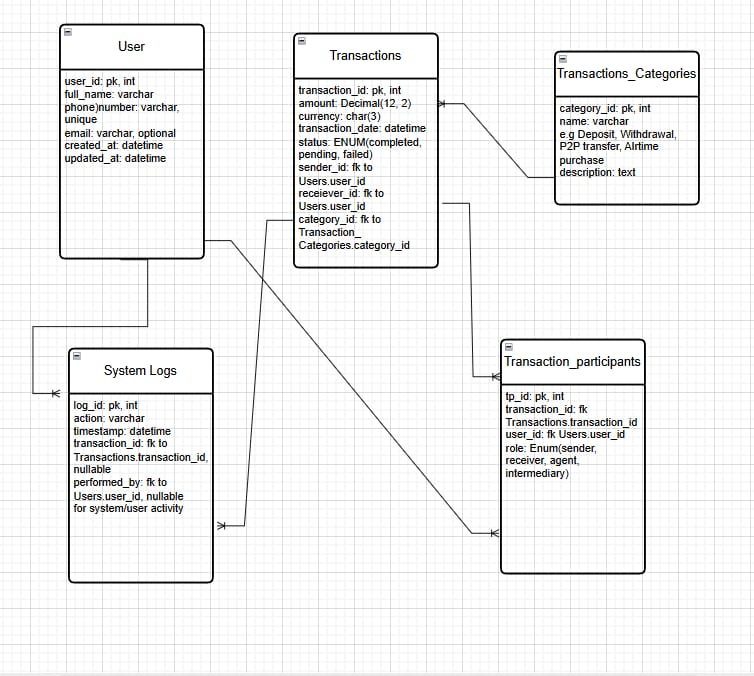 User
user_id: pk, int
full_name: varchar
phone)number: varchar,
unique
email: varchar, optional
created_at: datetime
updated_at: datetime
Transactions
transaction_id: pk, int
amount: Decimal(12, 2)
currency: char(3)
transaction_date: datetime
status: ENUM(completed,
pending, failed)
sender_id: fk to
Users.user_id
receiever_id: fk to
Users.user_id
category_id: fk to
Transaction_
Categories.category_id
Transactions_Categories
category_id: pk, int
name: varchar
e.g Deposit, Withdrawal,
P2P transfer, AIrtime
purchase
description: text
System Logs
log_id: pk, int
action: varchar
timestamp: datetime
transaction_id: fk to
Transactions.transaction_id,
nullable
performed_by: fk to
Users.user_id, nullable
for system/user activity
Transaction_participants
tp_id: pk, int
transaction_id: fk
Transactions.transaction_id
user_id: fk Users.user_id
role: Enum(sender,
receiver, agent,
intermediary)